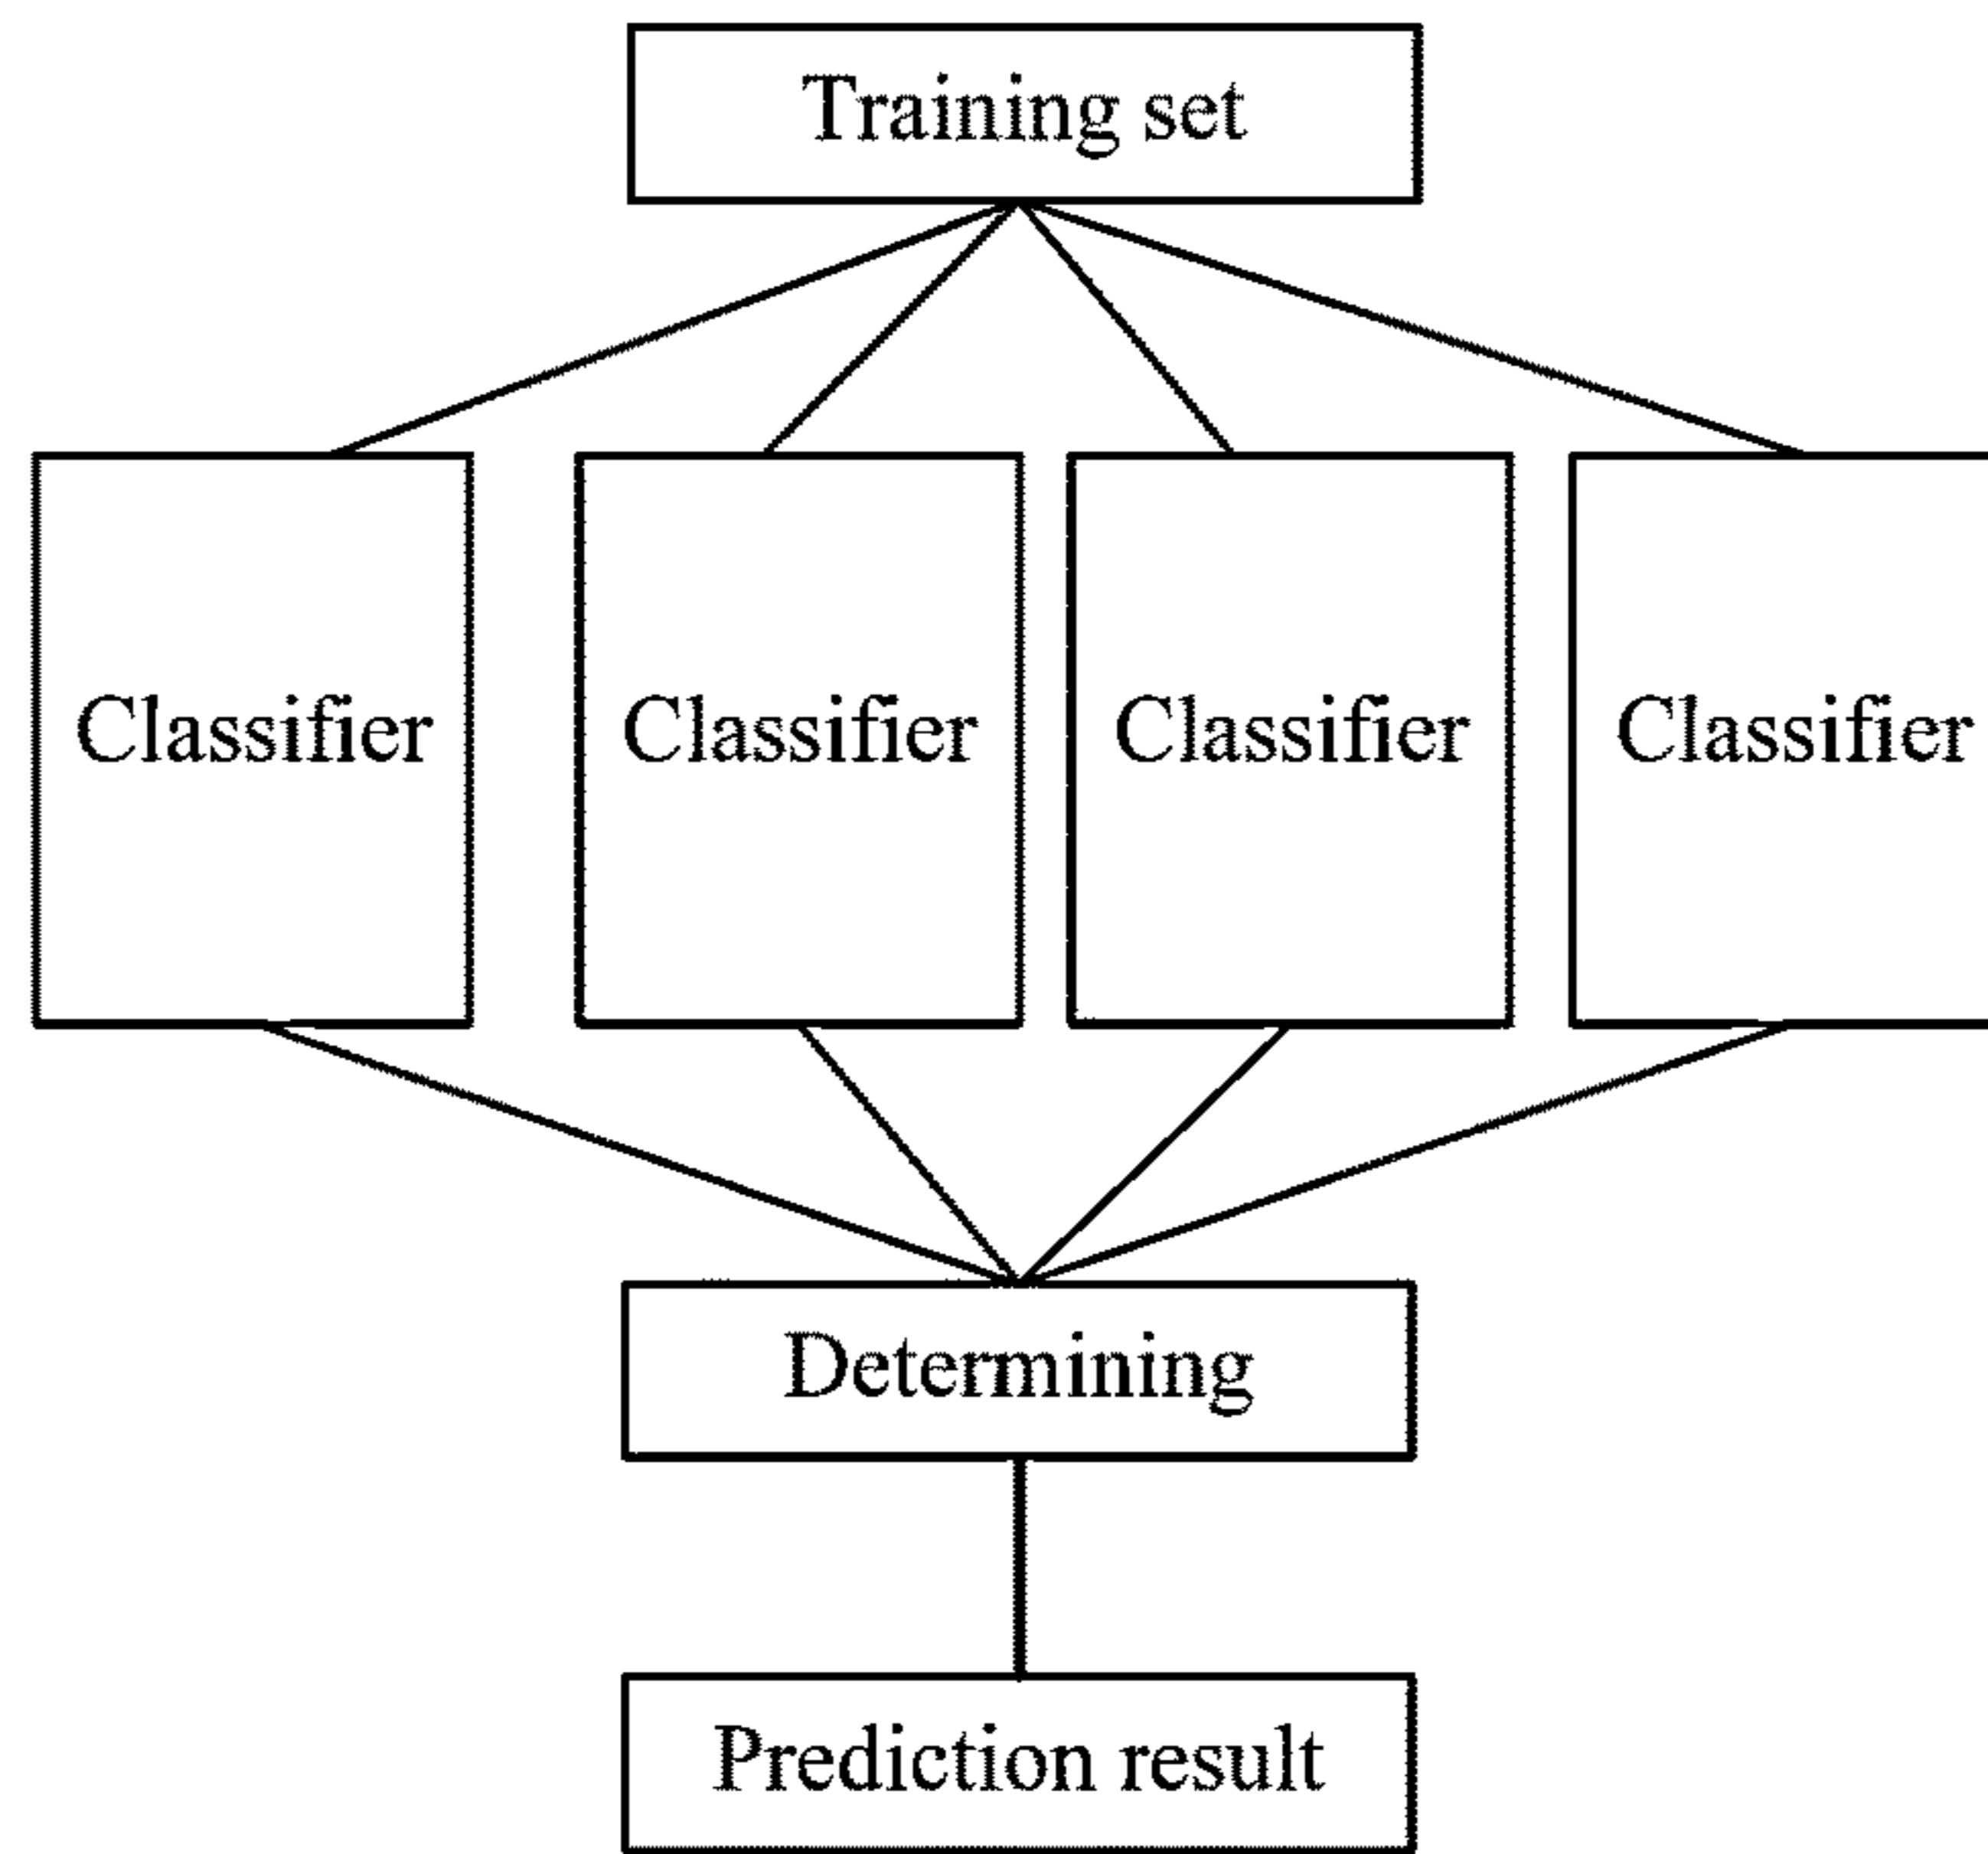 Training set
Classifier
Classifier
Classifier
Classifier
Determining
Prediction result